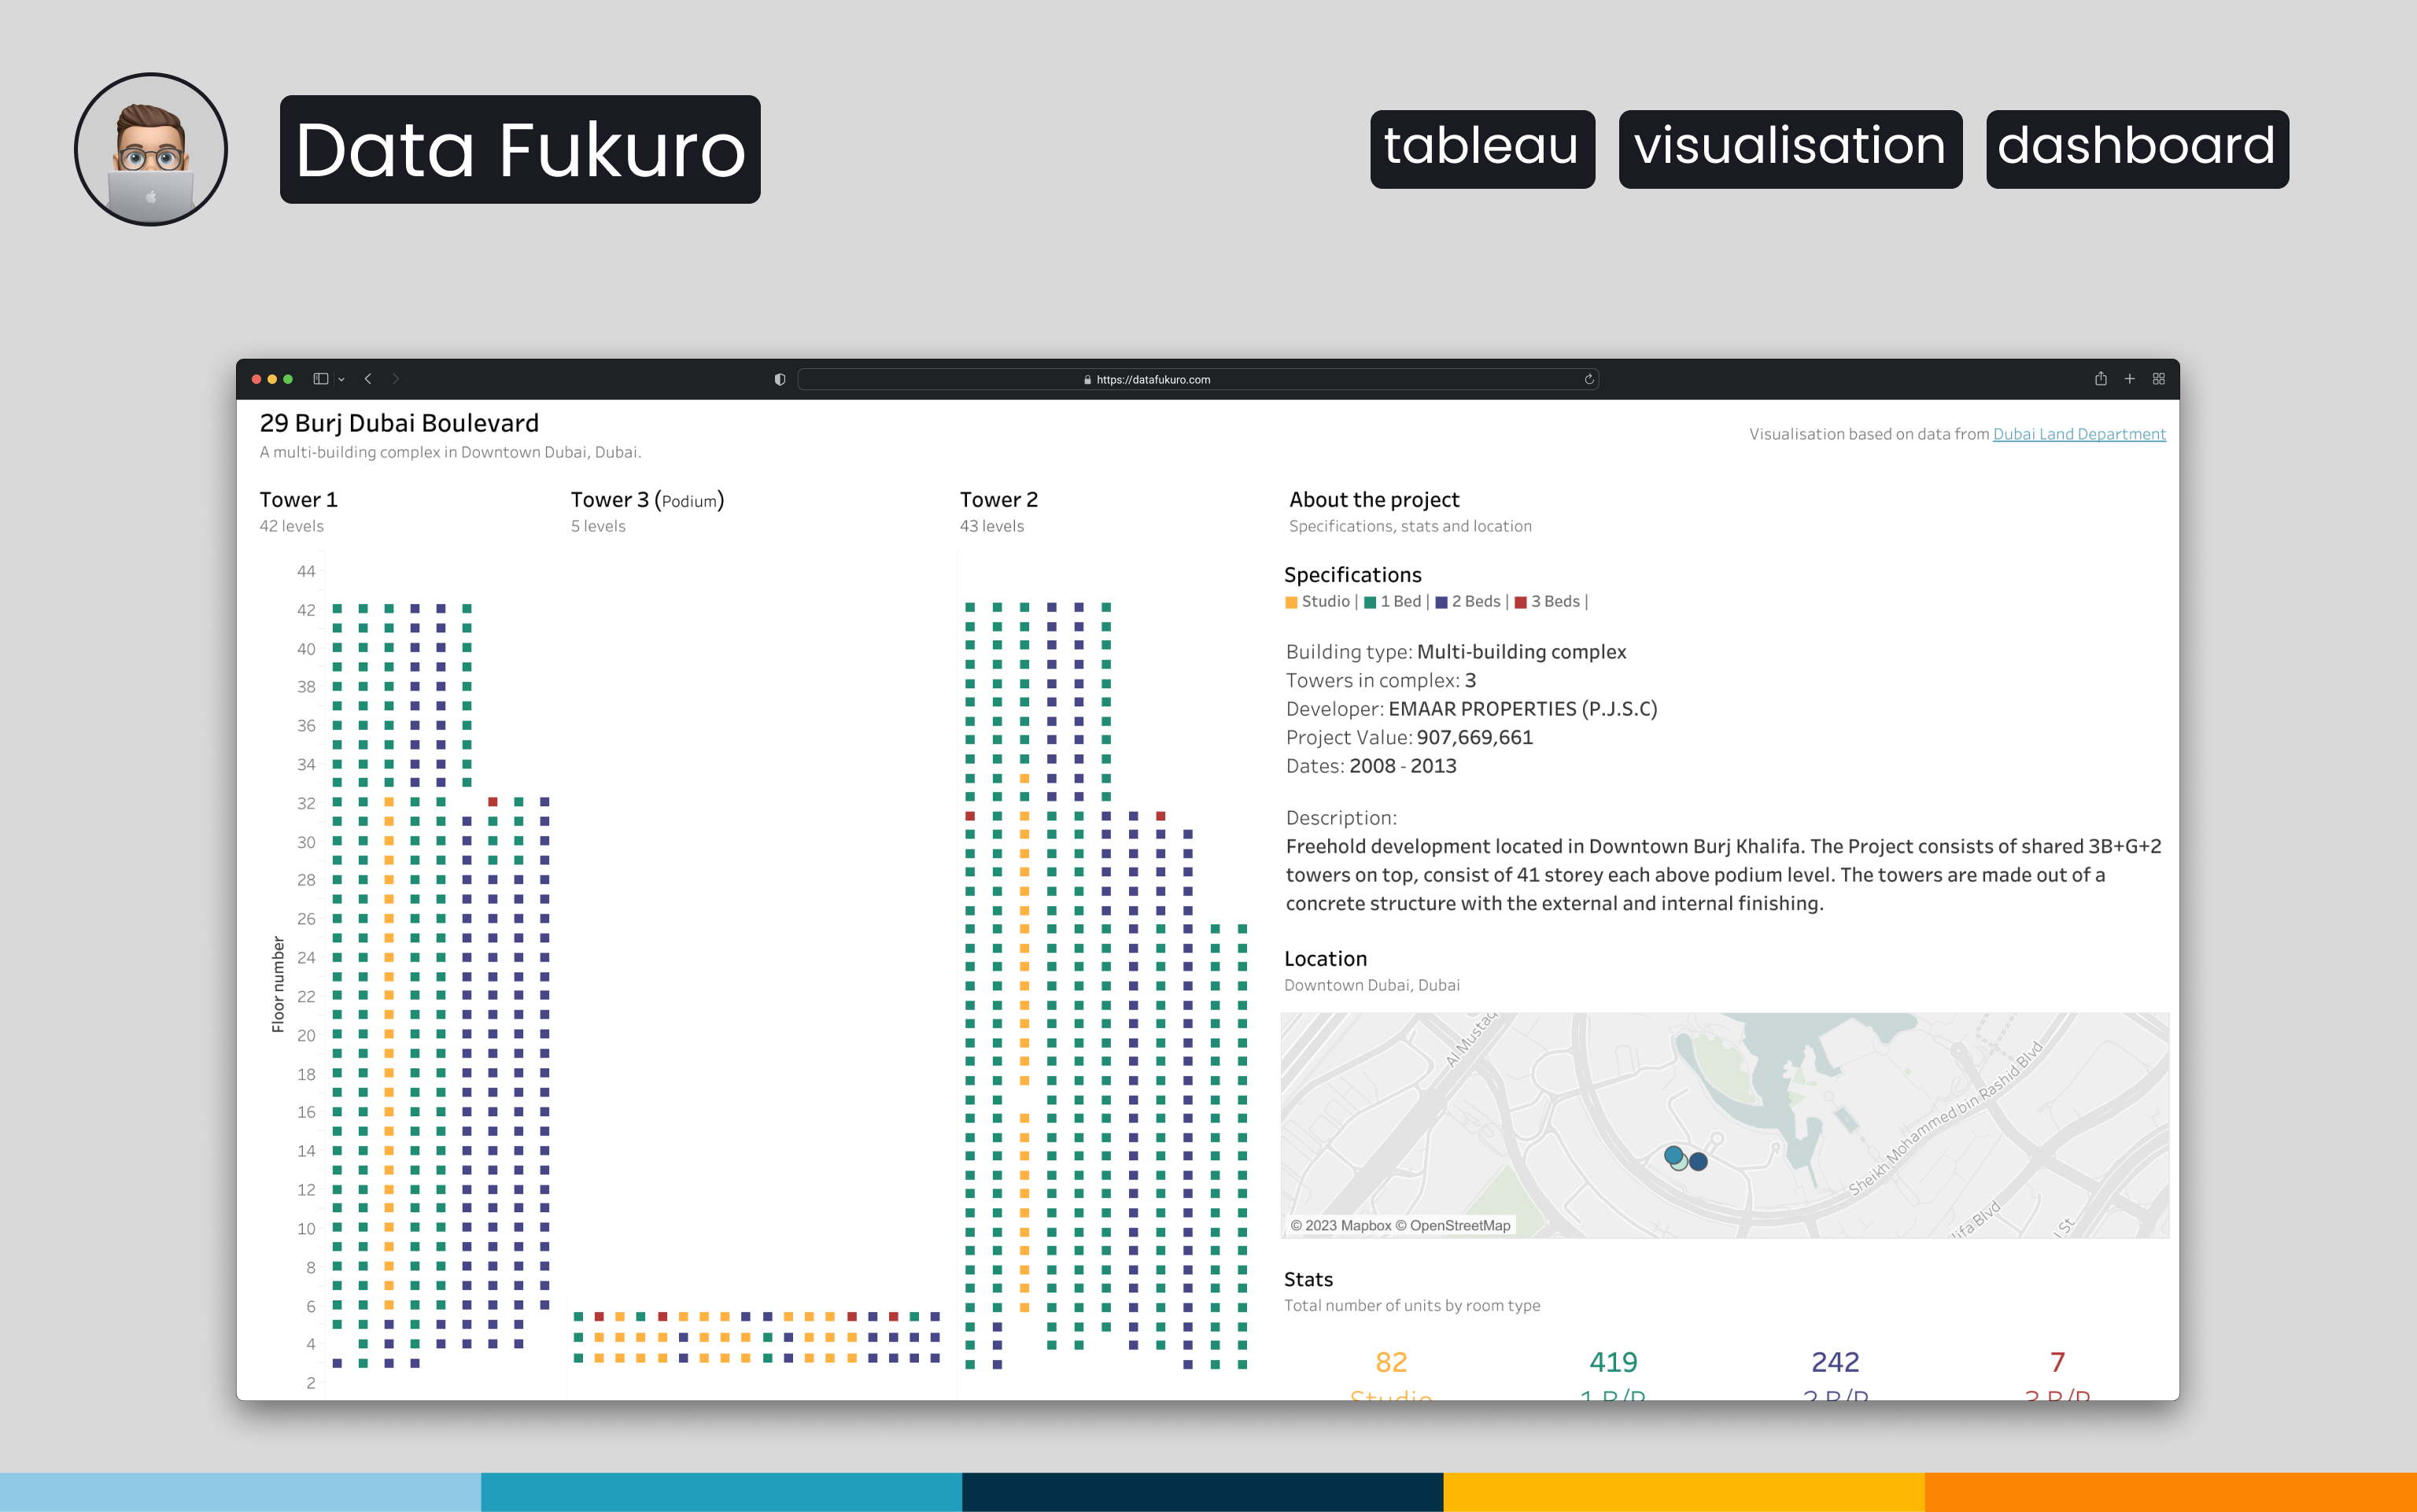 Data Fukuro
tableau
visualisation
dashboard
https://datafukuro.com
29 Burj Dubai Boulevard
A multi-building complex in Downtown Dubai, Dubai.
Visualisation based on data from Dubai Land Department
Tower 1
42 levels
Tower 3 (Podium)
5 levels
Tower 2
43 levels
Floor number
44
42
40
38
36
34
32
30
28
26
24
22
20
18
16
14
12
10
8
6
4
2
About the project
Specifications, stats and location
Specifications
Studio | 1 Bed | 2 Beds | 3 Beds |
Building type: Multi-building complex
Towers in complex: 3
Developer: EMAAR PROPERTIES (P.J.S.C)
Project Value: 907,669,661
Dates: 2008 - 2013
Description:
Freehold development located in Downtown Burj Khalifa. The Project consists of shared 3B+G+2
towers on top, consist of 41 storey each above podium level. The towers are made out of a
concrete structure with the external and internal finishing.
Location
Downtown Dubai, Dubai
Al Mustaq
Sheikh Mohammed bin Rashid Blvd
lifa Blvd
l St
© 2023 Mapbox © OpenStreetMap
Stats
Total number of units by room type
82
419
242
7
Studio
1 B/R
2 B/R
3 B/R